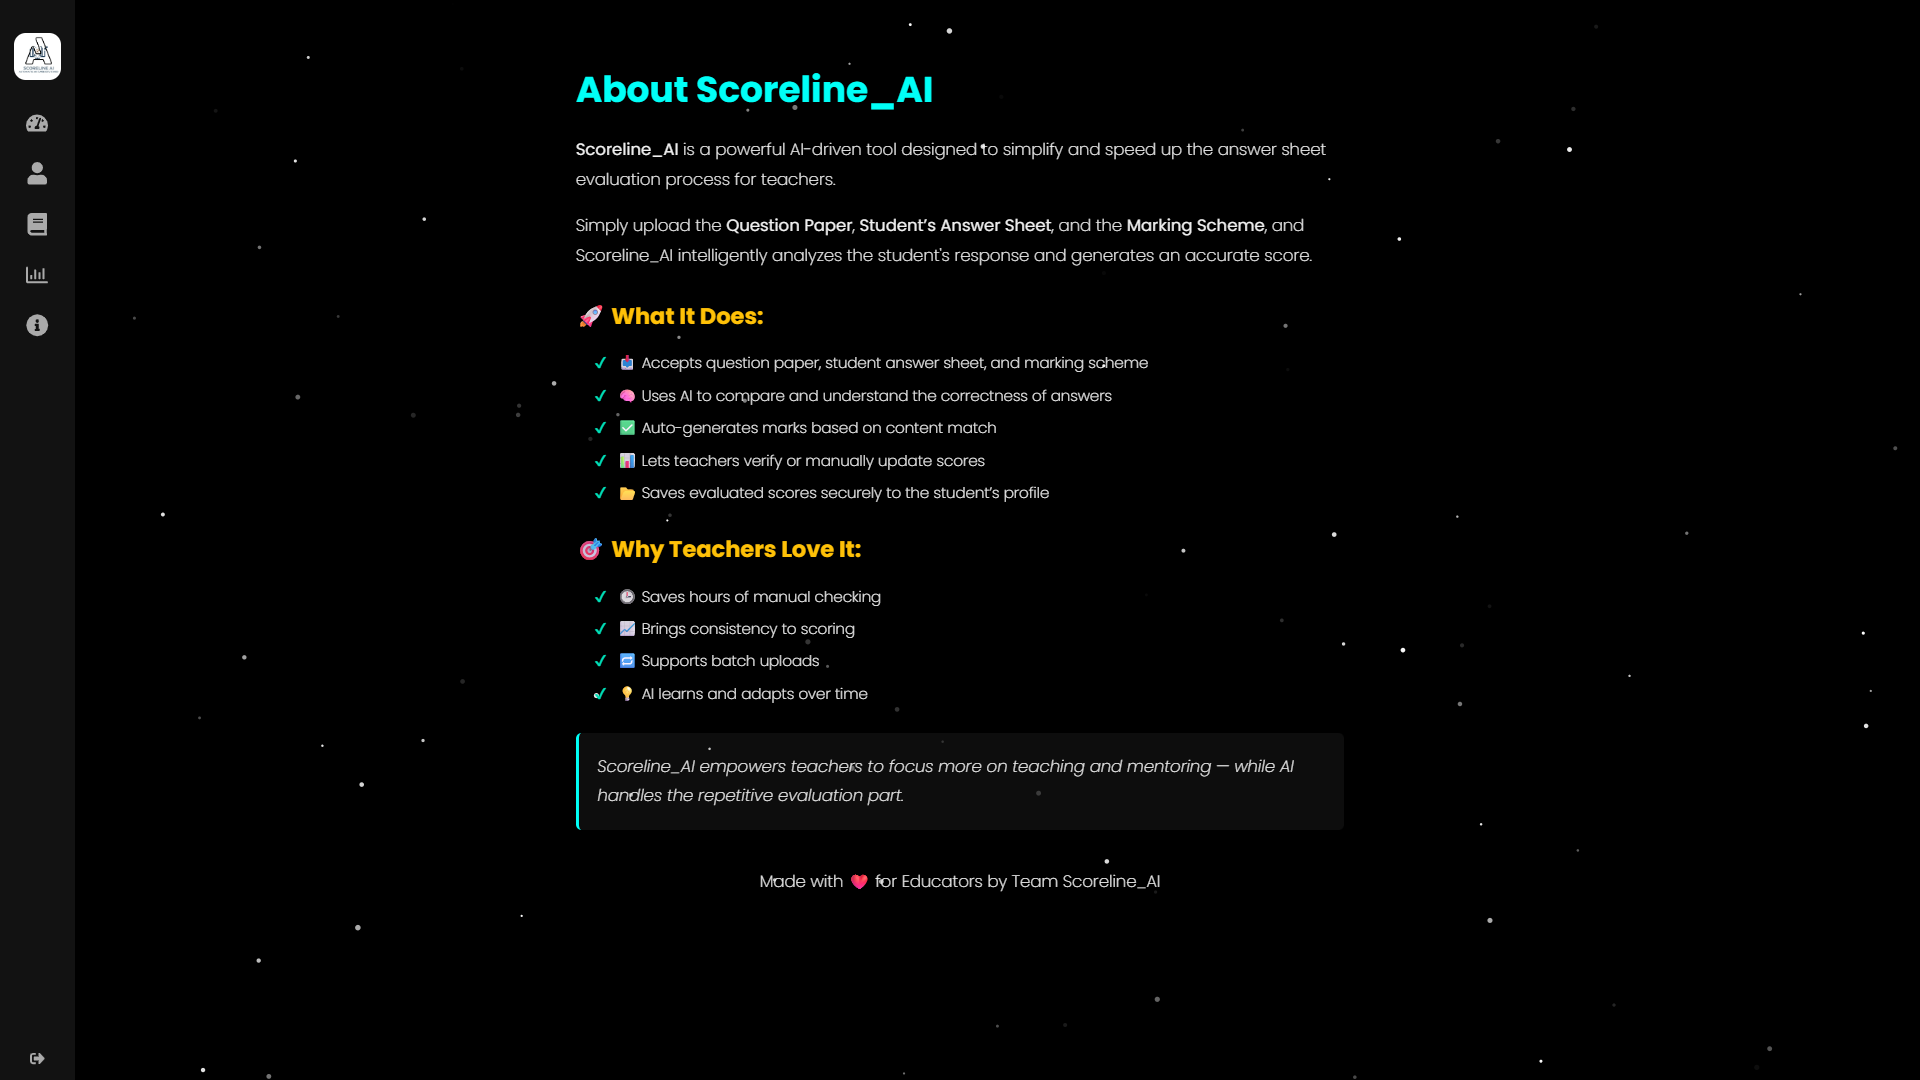 SCORELINE AI
About Scoreline_AI
Scoreline_AI is a powerful AI-driven tool designed to simplify and speed up the answer sheet
evaluation process for teachers.
Simply upload the Question Paper, Student’s Answer Sheet, and the Marking Scheme, and
Scoreline_AI intelligently analyzes the student's response and generates an accurate score.
🚀 What It Does:
✓ 📥 Accepts question paper, student answer sheet, and marking scheme
✓ 🧠 Uses AI to compare and understand the correctness of answers
✓ ✅ Auto-generates marks based on content match
✓ 📊 Lets teachers verify or manually update scores
✓ 📂 Saves evaluated scores securely to the student’s profile
🎯 Why Teachers Love It:
✓ 🕒 Saves hours of manual checking
✓ 📈 Brings consistency to scoring
✓ 🔁 Supports batch uploads
✓ 💡 AI learns and adapts over time
Scoreline_AI empowers teachers to focus more on teaching and mentoring — while AI
handles the repetitive evaluation part.
Made with ❤️ for Educators by Team Scoreline_AI